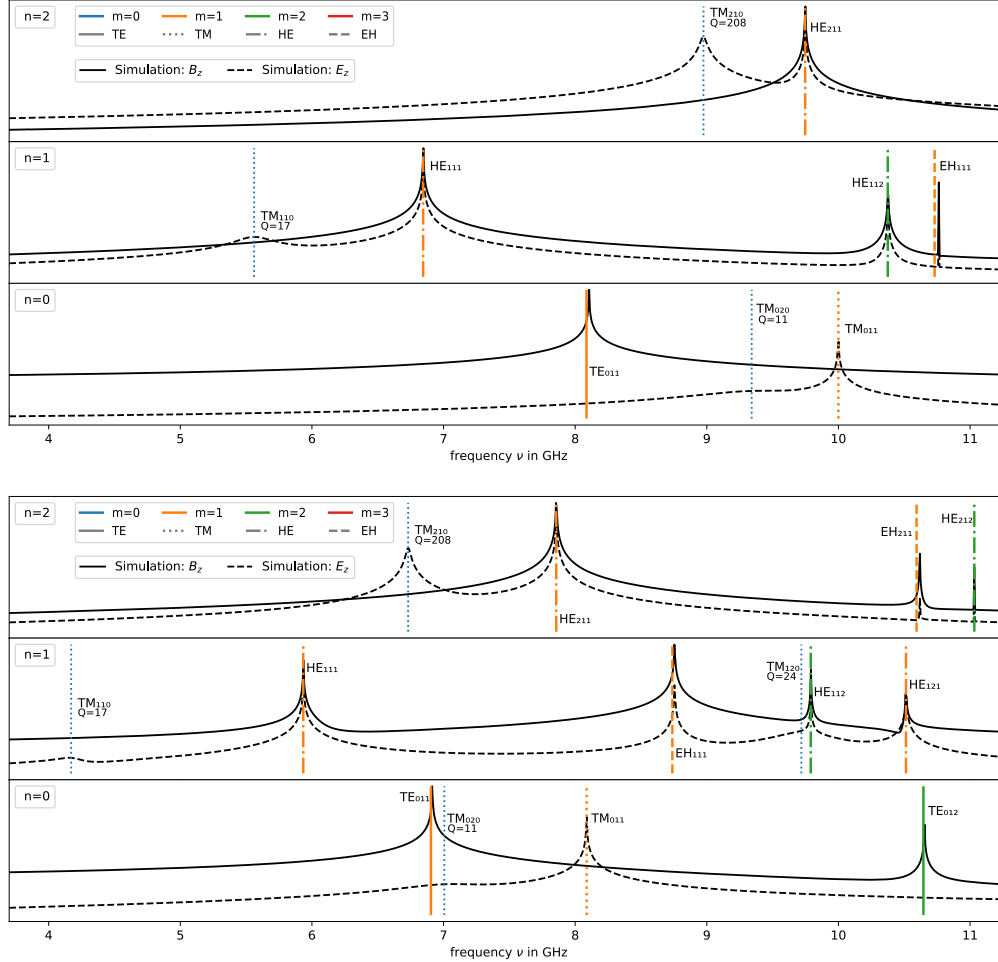 n=2
m=0 m=1 m=2 m=3
TE TM HE EH
Simulation: B_z Simulation: E_z
TM₂₁₀
Q=208
HE₂₁₁
n=1
TM₁₁₀
Q=17
HE₁₁₁
HE₁₁₂
EH₁₁₁
n=0
TE₀₁₁
TM₀₂₀
Q=11
TM₀₁₁
4 5 6 7 8 9 10 11
frequency ν in GHz
n=2
m=0 m=1 m=2 m=3
TE TM HE EH
Simulation: B_z Simulation: E_z
TM₂₁₀
Q=208
HE₂₁₁
EH₂₁₁
HE₂₁₂
n=1
TM₁₁₀
Q=17
HE₁₁₁
EH₁₁₁
TM₁₂₀
Q=24
HE₁₁₂
HE₁₂₁
n=0
TE₀₁₁
TM₀₂₀
Q=11
TM₀₁₁
TE₀₁₂
4 5 6 7 8 9 10 11
frequency ν in GHz